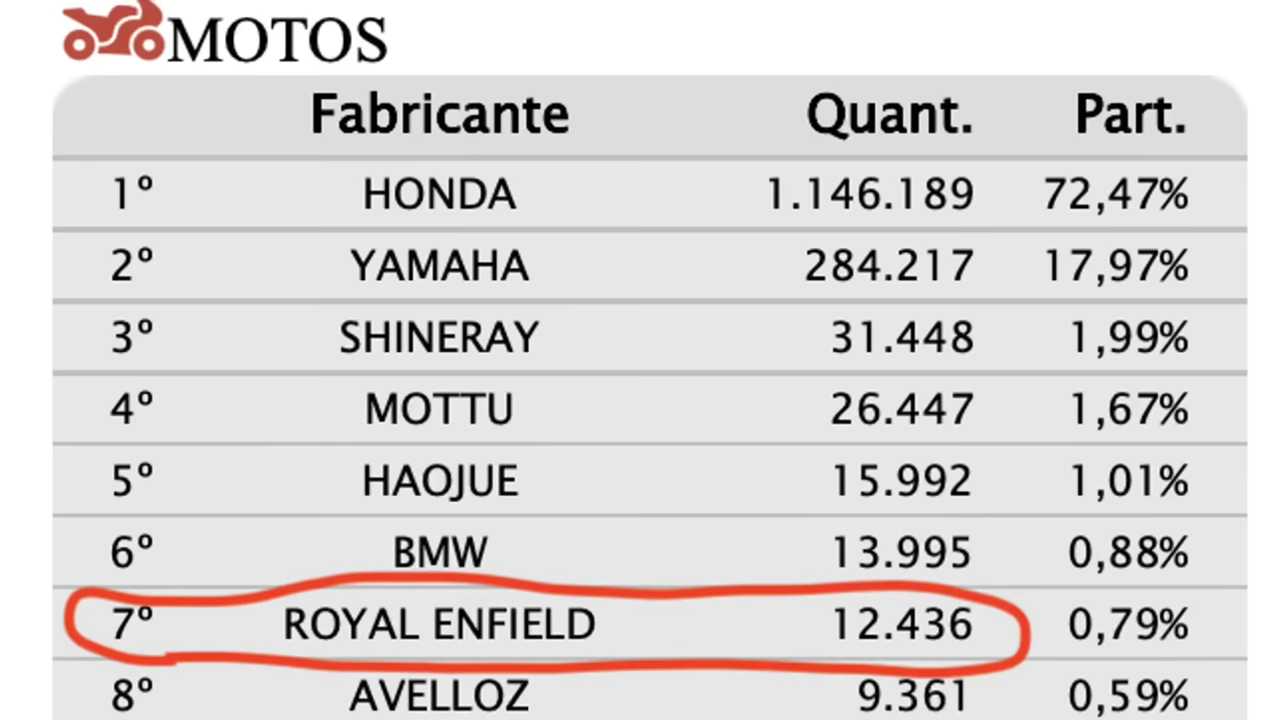 MOTOS
Fabricante Quant. Part.
1º HONDA 1.146.189 72,47%
2º YAMAHA 284.217 17,97%
3º SHINERAY 31.448 1,99%
4º MOTTU 26.447 1,67%
5º HAOJUE 15.992 1,01%
6º BMW 13.995 0,88%
7º ROYAL ENFIELD 12.436 0,79%
8º AVELLOZ 9.361 0,59%